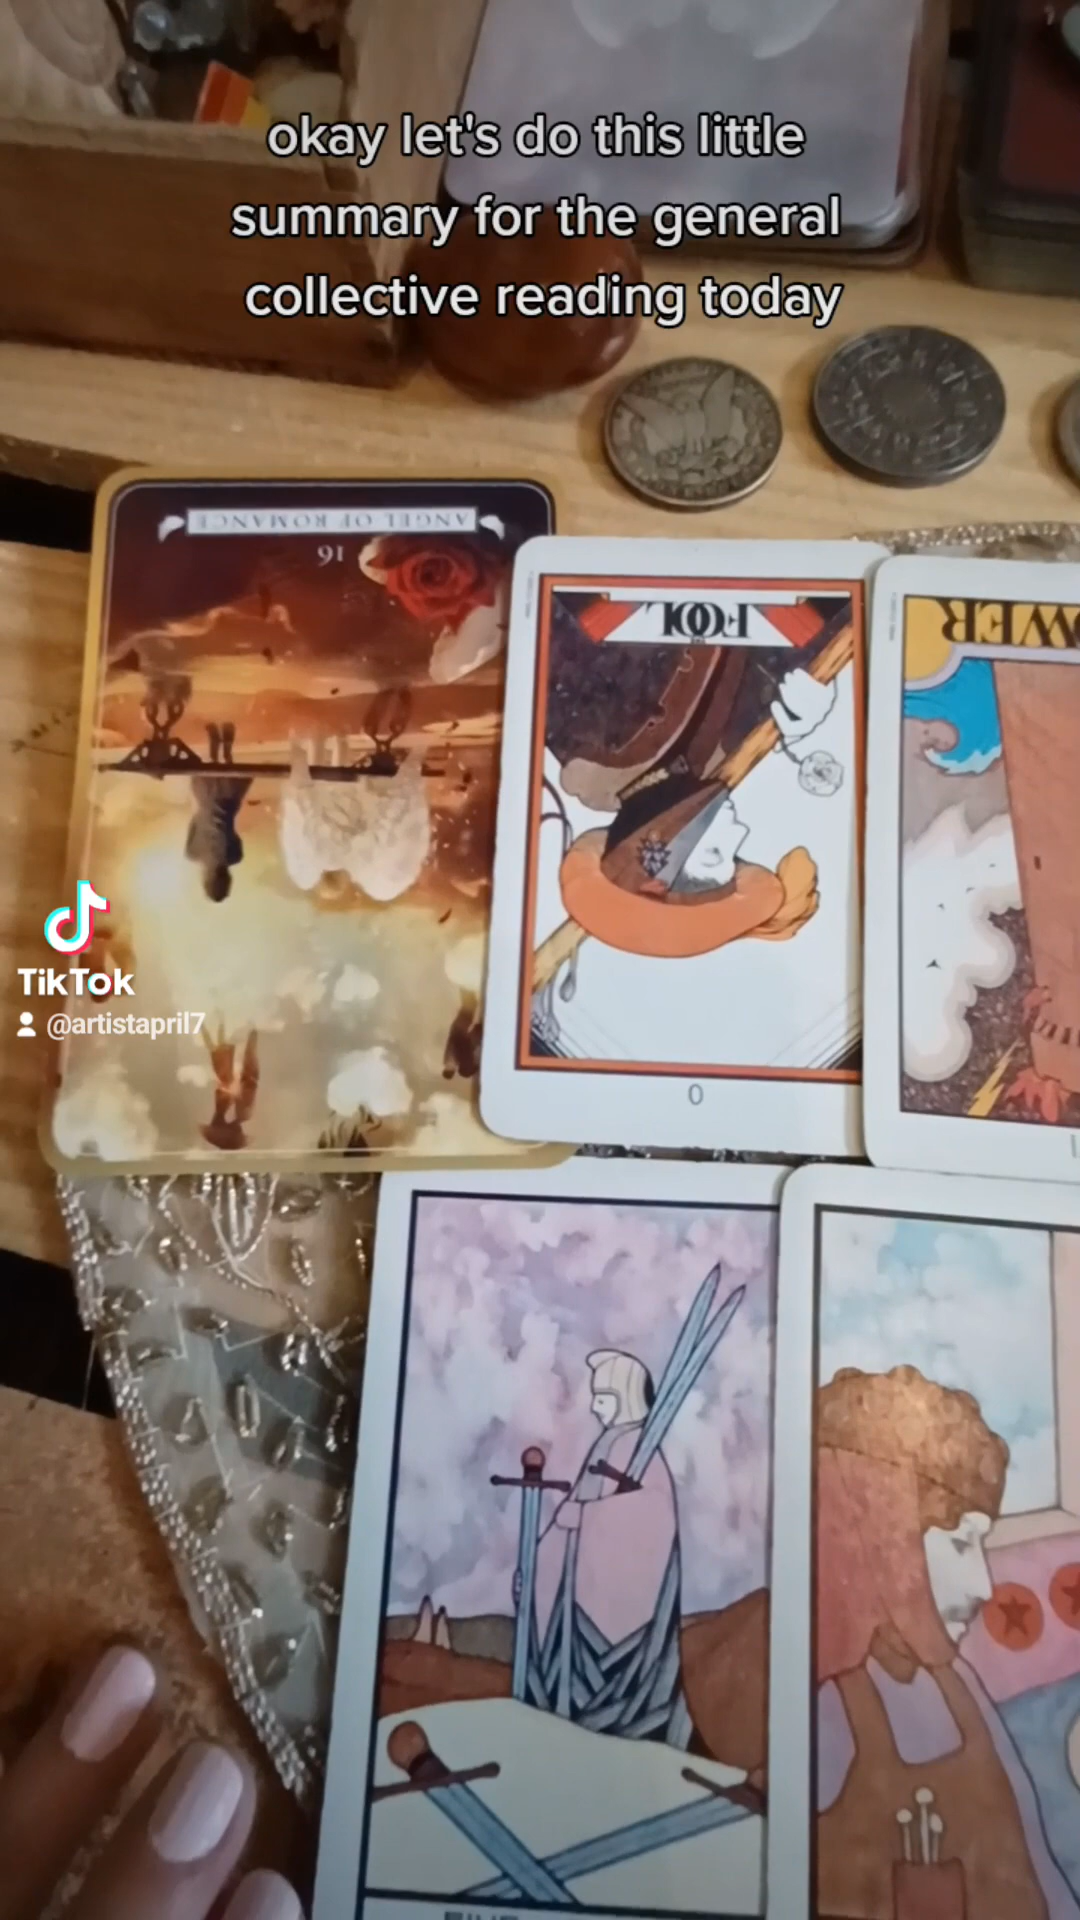 okay let's do this little
summary for the general
collective reading today
ANGEL OF ROMANCE
16
FOOL
OWER
0
TikTok
@artistapril7